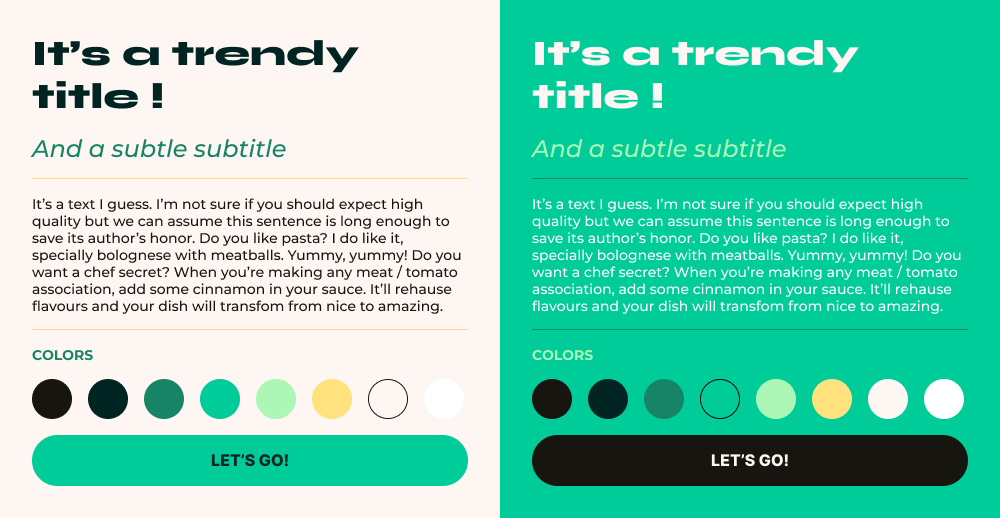 It’s a trendy
title !
And a subtle subtitle
It’s a text I guess. I’m not sure if you should expect high
quality but we can assume this sentence is long enough to
save its author’s honor. Do you like pasta? I do like it,
specially bolognese with meatballs. Yummy, yummy! Do you
want a chef secret? When you’re making any meat / tomato
association, add some cinnamon in your sauce. It’ll rehause
flavours and your dish will transfom from nice to amazing.
COLORS
LET’S GO!
It’s a trendy
title !
And a subtle subtitle
It’s a text I guess. I’m not sure if you should expect high
quality but we can assume this sentence is long enough to
save its author’s honor. Do you like pasta? I do like it,
specially bolognese with meatballs. Yummy, yummy! Do you
want a chef secret? When you’re making any meat / tomato
association, add some cinnamon in your sauce. It’ll rehause
flavours and your dish will transfom from nice to amazing.
COLORS
LET’S GO!